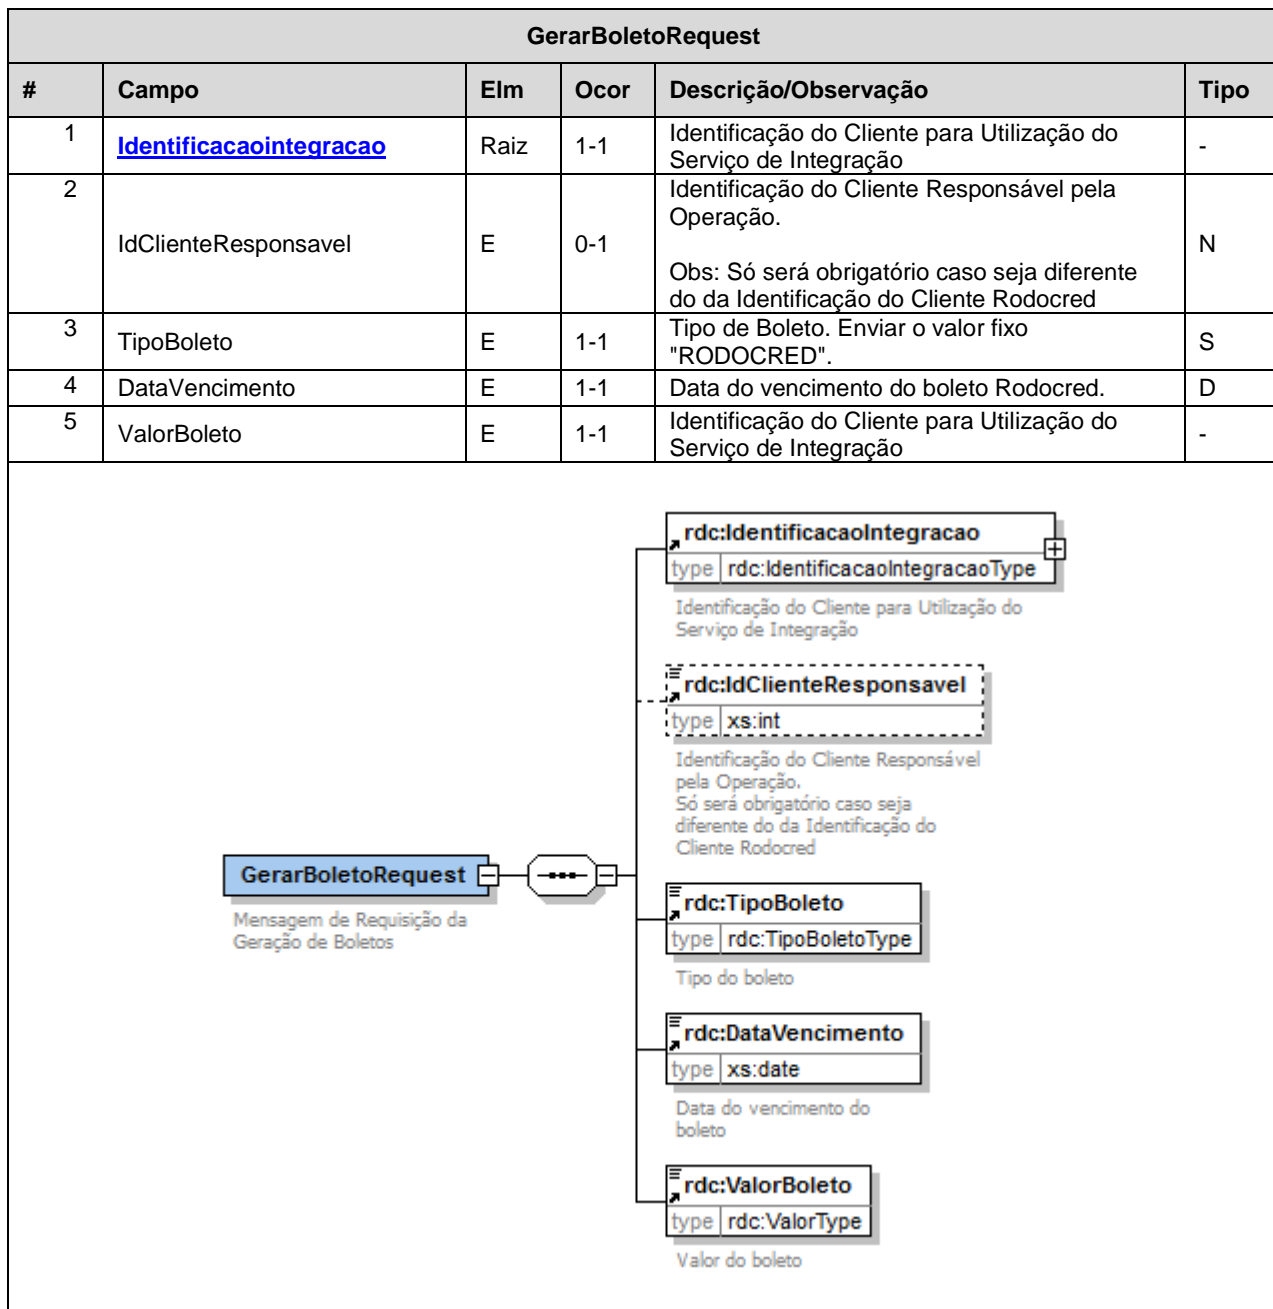 GerarBoletoRequest
# Campo Elm Ocor Descrição/Observação Tipo
1 Identificacaointegracao Raiz 1-1 Identificação do Cliente para Utilização do
Serviço de Integração -
2 IdClienteResponsavel E 0-1 Identificação do Cliente Responsável pela
Operação.
Obs: Só será obrigatório caso seja diferente
do da Identificação do Cliente Rodocred N
3 TipoBoleto E 1-1 Tipo de Boleto. Enviar o valor fixo
"RODOCRED". S
4 DataVencimento E 1-1 Data do vencimento do boleto Rodocred. D
5 ValorBoleto E 1-1 Identificação do Cliente para Utilização do
Serviço de Integração -
GerarBoletoRequest
Mensagem de Requisição da
Geração de Boletos
rdc:IdentificacaoIntegracao
type rdc:IdentificacaoIntegracaoType
Identificação do Cliente para Utilização do
Serviço de Integração
rdc:IdClienteResponsavel
type xs:int
Identificação do Cliente Responsável
pela Operação.
Só será obrigatório caso seja
diferente do da Identificação do
Cliente Rodocred
rdc:TipoBoleto
type rdc:TipoBoletoType
Tipo do boleto
rdc:DataVencimento
type xs:date
Data do vencimento do
boleto
rdc:ValorBoleto
type rdc:ValorType
Valor do boleto